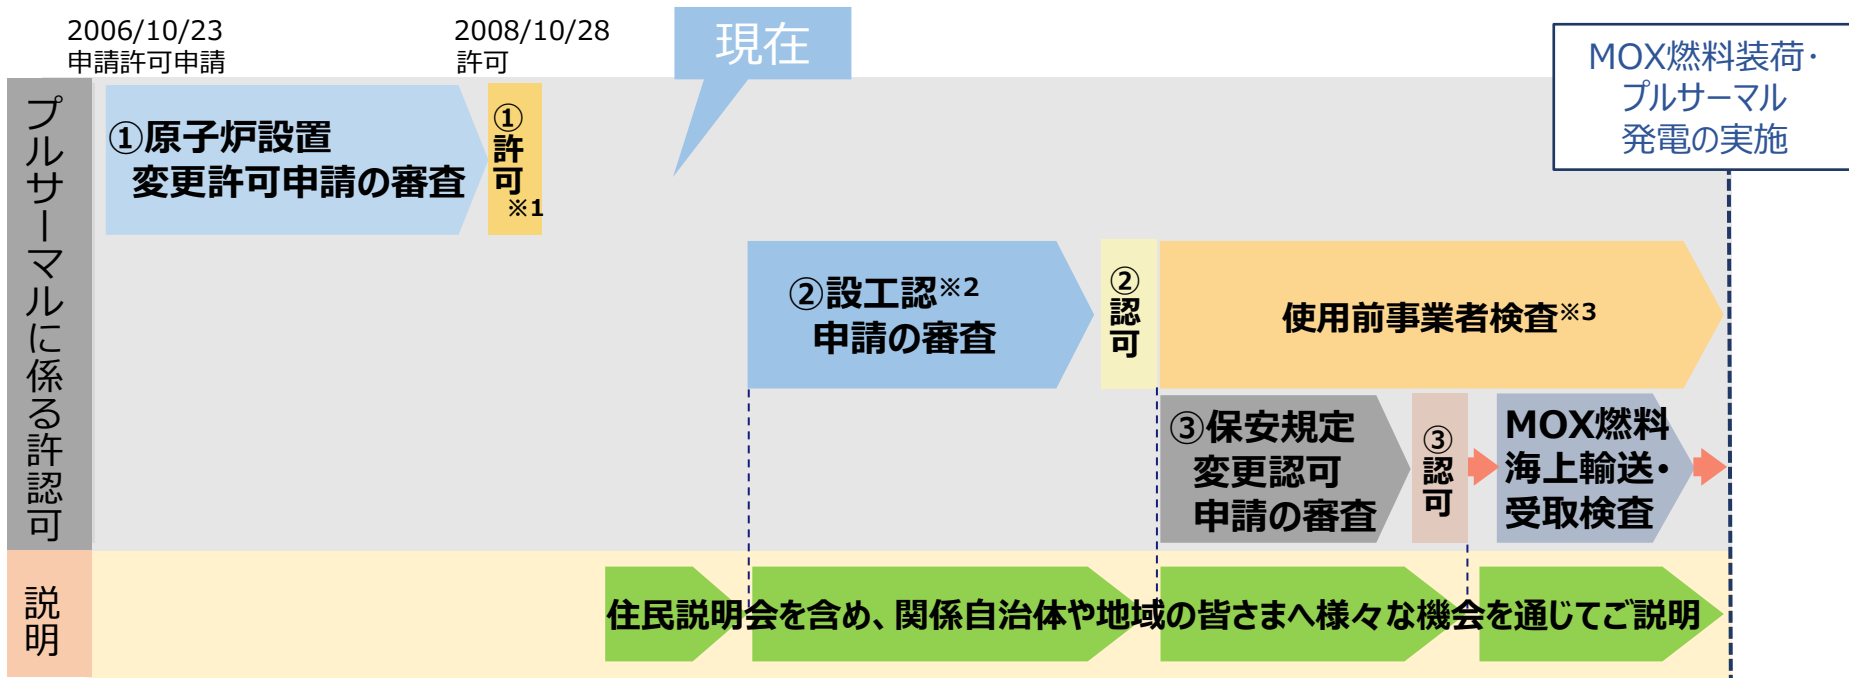 2006/10/23
申請許可申請
2008/10/28
許可
現在
MOX燃料装荷・
プルサーマル
発電の実施
プルサーマルに係る許認可
①原子炉設置
変更許可申請の審査
①許可
※1
②設工認※2
申請の審査
②認可
使用前事業者検査※3
③保安規定
変更認可
申請の審査
③認可
MOX燃料
海上輸送・
受取検査
説明
住民説明会を含め、関係自治体や地域の皆さまへ様々な機会を通じてご説明